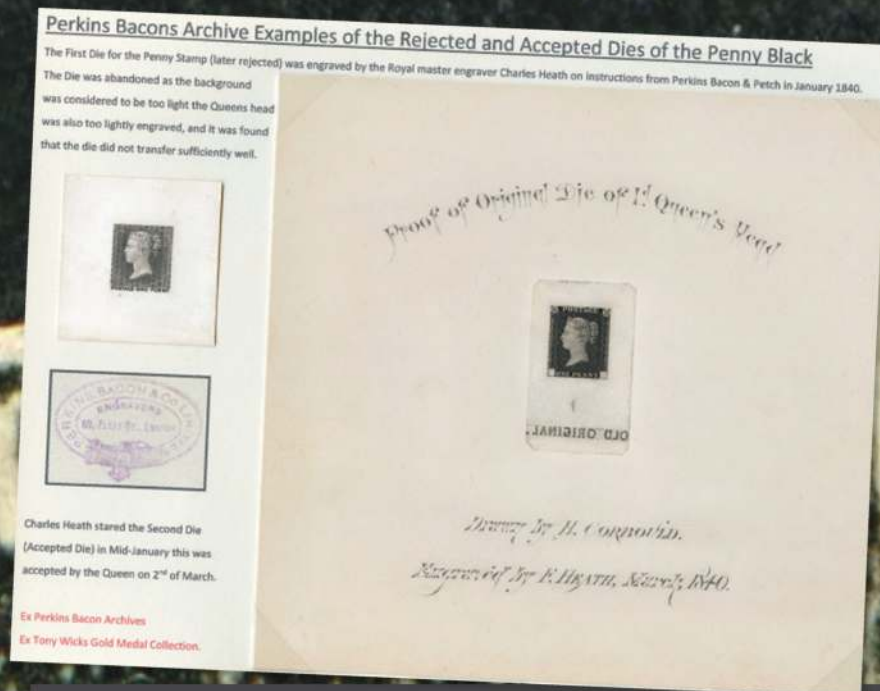 Perkins Bacons Archive Examples of the Rejected and Accepted Dies of the Penny Black
The First Die for the Penny Stamp (later rejected) was engraved by the Royal master engraver Charles Heath on instructions from Perkins Bacon & Petch in January 1840.
The Die was abandoned as the background
was considered to be too light the Queens head
was also too lightly engraved, and it was found
that the die did not transfer sufficiently well.
PERKINS BACON & CO LIMITED
ENGRAVERS
Charles Heath stared the Second Die
(Accepted Die) in Mid-January this was
accepted by the Queen on 2nd of March.
Ex Perkins Bacon Archives
Ex Tony Wicks Gold Medal Collection.
Proof of Original Die of 1d Queen's Head
POSTAGE
ONE PENNY
OLD ORIGINAL.
Drawn by H. CORBOULD.
Engraved by F. HEATH, March, 1840.